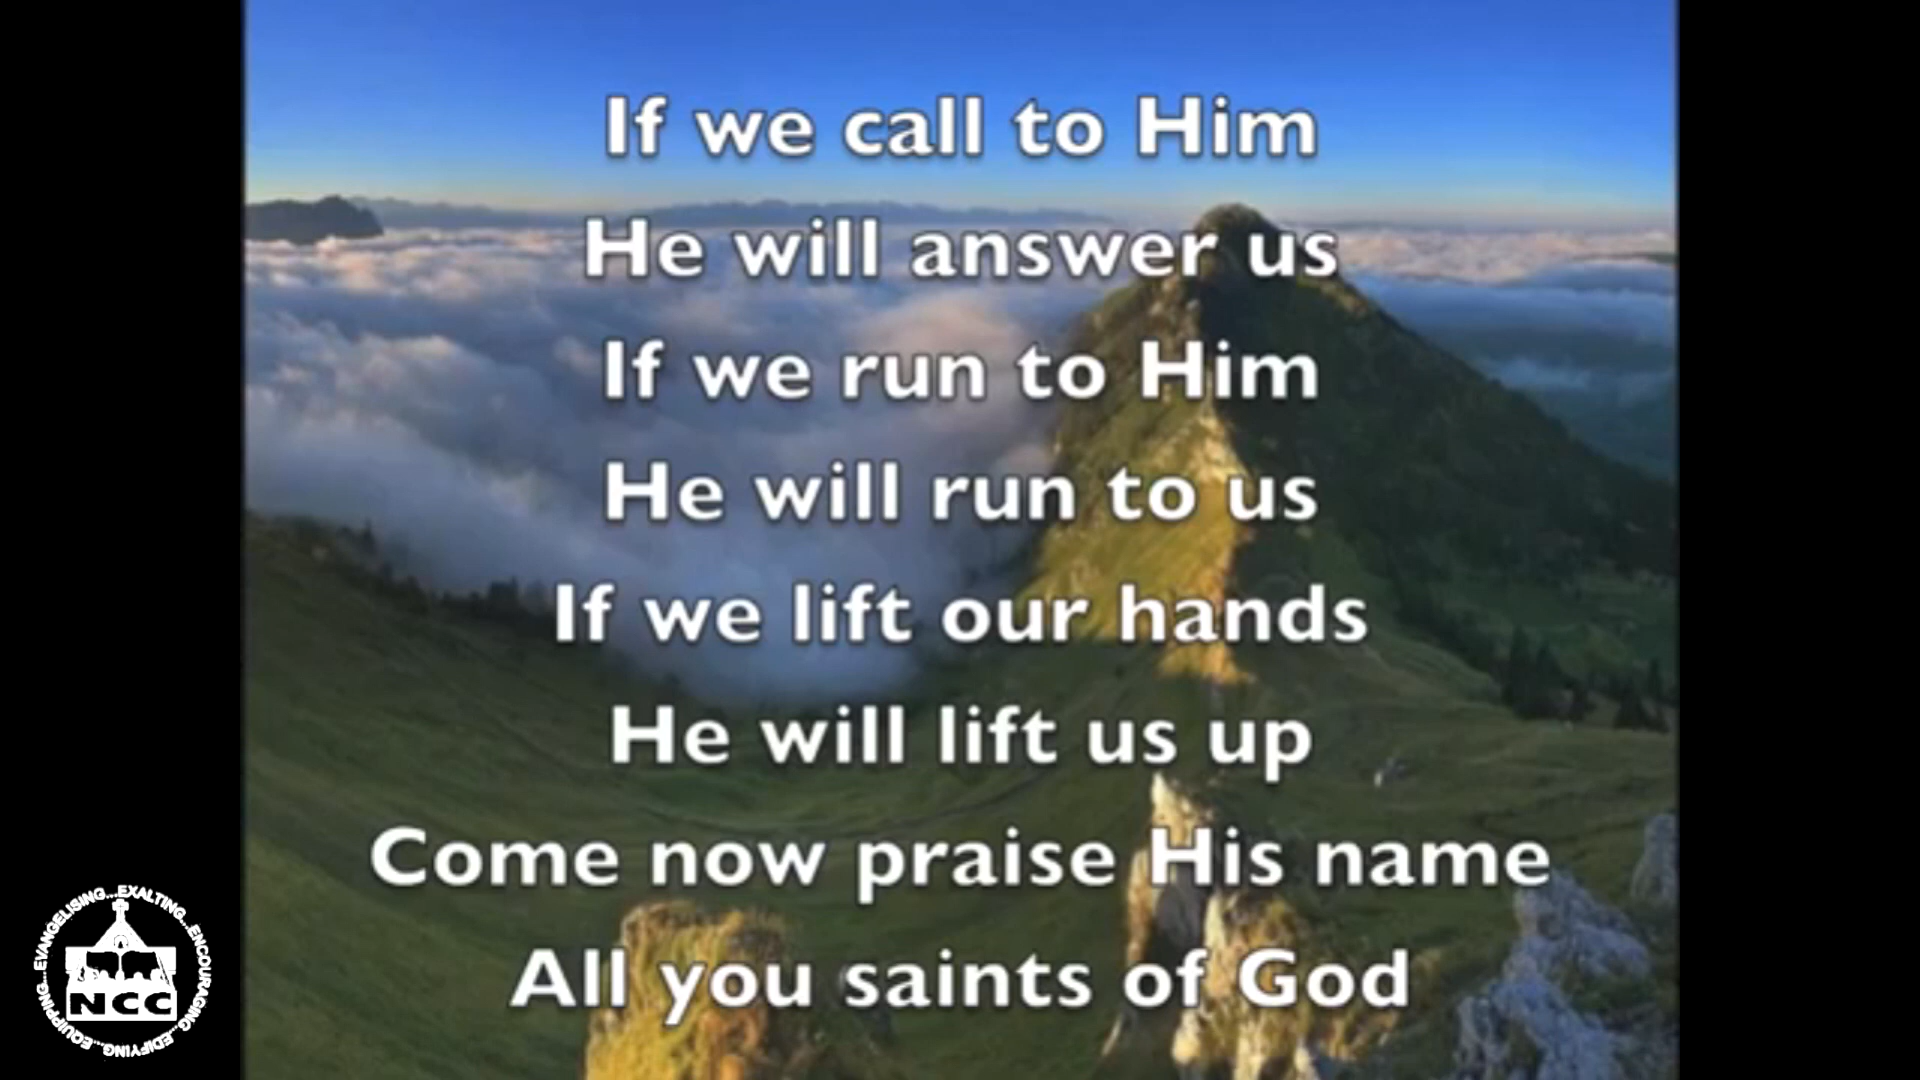 If we call to Him
He will answer us
If we run to Him
He will run to us
If we lift our hands
He will lift us up
Come now praise His name
All you saints of God
EVANGELISING...EXALTING...ENCOURAGING...EDIFYING...EQUIPPING...
NCC